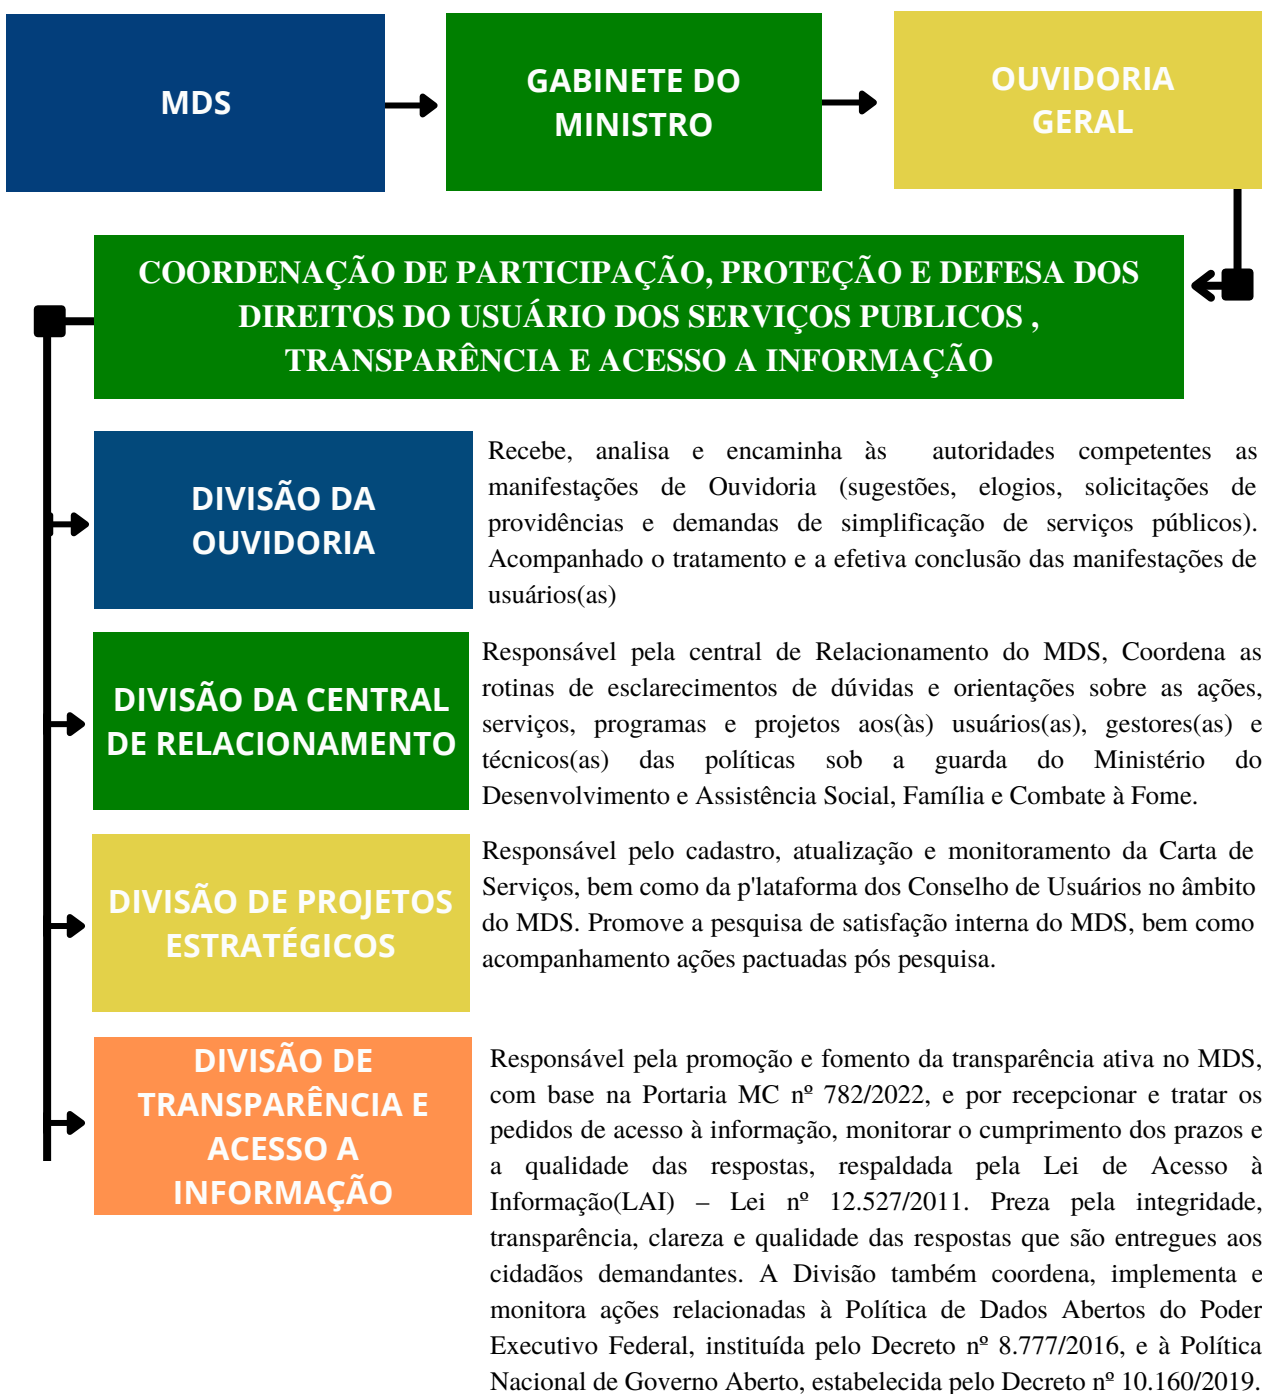 MDS
GABINETE DO
MINISTRO
OUVIDORIA
GERAL
COORDENAÇÃO DE PARTICIPAÇÃO, PROTEÇÃO E DEFESA DOS
DIREITOS DO USUÁRIO DOS SERVIÇOS PUBLICOS ,
TRANSPARÊNCIA E ACESSO A INFORMAÇÃO
DIVISÃO DA
OUVIDORIA
Recebe, analisa e encaminha às autoridades competentes as
manifestações de Ouvidoria (sugestões, elogios, solicitações de
providências e demandas de simplificação de serviços públicos).
Acompanhado o tratamento e a efetiva conclusão das manifestações de
usuários(as)
DIVISÃO DA CENTRAL
DE RELACIONAMENTO
Responsável pela central de Relacionamento do MDS, Coordena as
rotinas de esclarecimentos de dúvidas e orientações sobre as ações,
serviços, programas e projetos aos(às) usuários(as), gestores(as) e
técnicos(as) das políticas sob a guarda do Ministério do
Desenvolvimento e Assistência Social, Família e Combate à Fome.
DIVISÃO DE PROJETOS
ESTRATÉGICOS
Responsável pelo cadastro, atualização e monitoramento da Carta de
Serviços, bem como da p'lataforma dos Conselho de Usuários no âmbito
do MDS. Promove a pesquisa de satisfação interna do MDS, bem como
acompanhamento ações pactuadas pós pesquisa.
DIVISÃO DE
TRANSPARÊNCIA E
ACESSO A
INFORMAÇÃO
Responsável pela promoção e fomento da transparência ativa no MDS,
com base na Portaria MC nº 782/2022, e por recepcionar e tratar os
pedidos de acesso à informação, monitorar o cumprimento dos prazos e
a qualidade das respostas, respaldada pela Lei de Acesso à
Informação(LAI) – Lei nº 12.527/2011. Preza pela integridade,
transparência, clareza e qualidade das respostas que são entregues aos
cidadãos demandantes. A Divisão também coordena, implementa e
monitora ações relacionadas à Política de Dados Abertos do Poder
Executivo Federal, instituída pelo Decreto nº 8.777/2016, e à Política
Nacional de Governo Aberto, estabelecida pelo Decreto nº 10.160/2019.